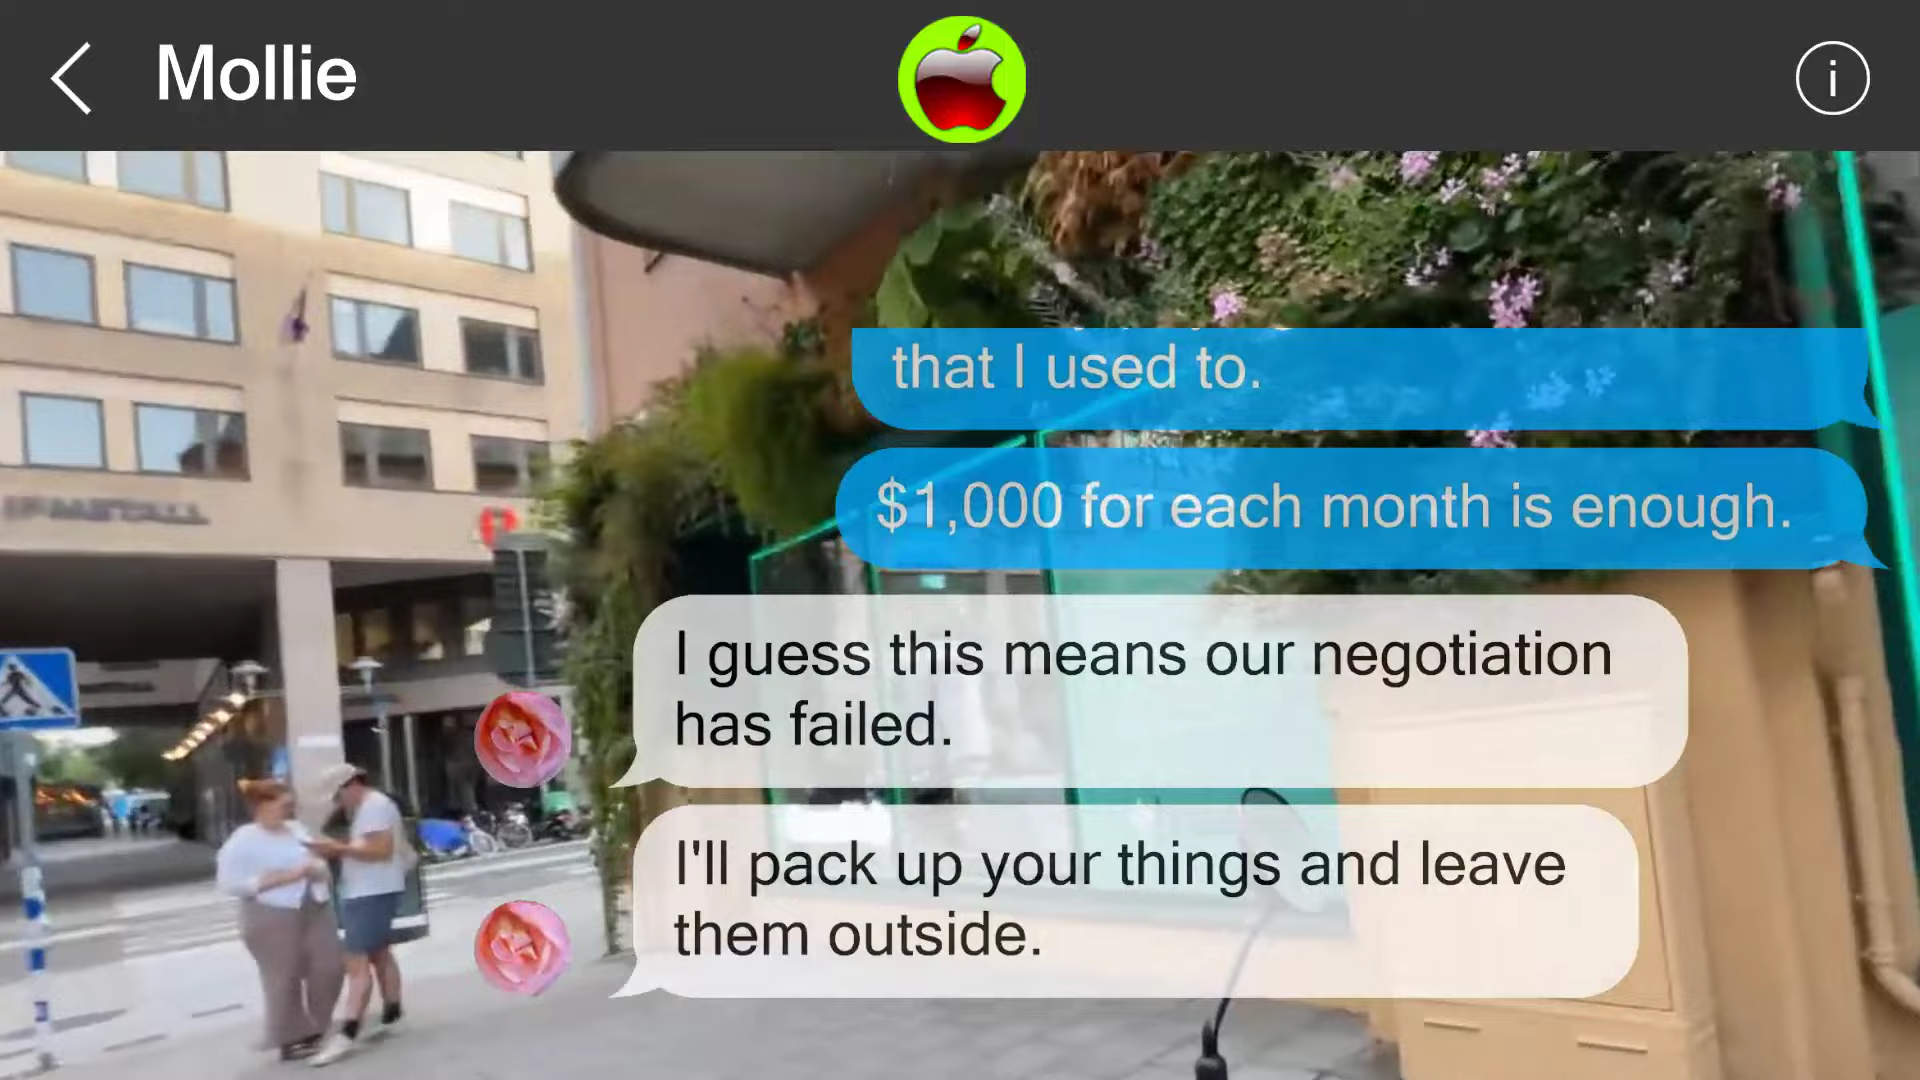 Mollie
that I used to.
$1,000 for each month is enough.
I guess this means our negotiation
has failed.
I'll pack up your things and leave
them outside.